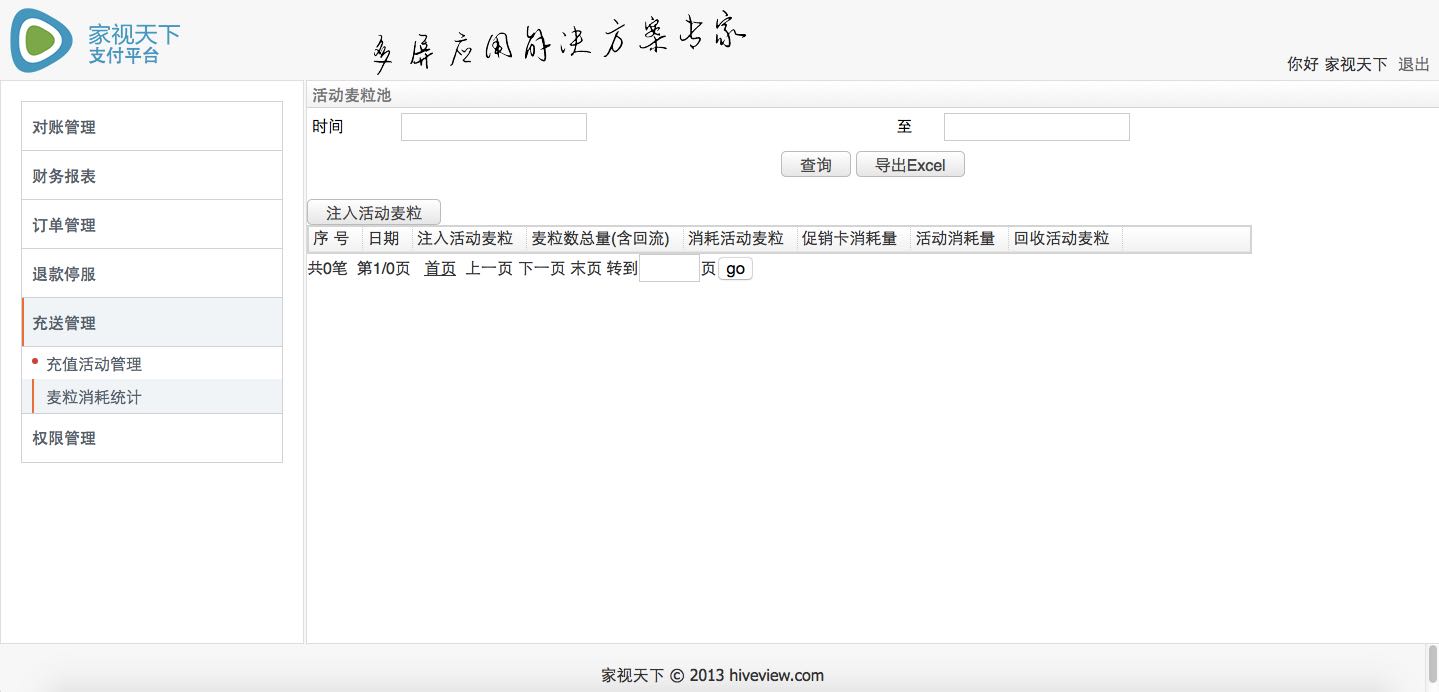 家视天下
支付平台
多屏应用解决方案专家
你好 家视天下 退出
对账管理
财务报表
订单管理
退款停服
充送管理
充值活动管理
麦粒消耗统计
权限管理
活动麦粒池
时间 至
查询 导出Excel
注入活动麦粒
序 号 日期 注入活动麦粒 麦粒数总量(含回流) 消耗活动麦粒 促销卡消耗量 活动消耗量 回收活动麦粒
共0笔 第1/0页 首页 上一页 下一页 末页 转到 页 go
家视天下 © 2013 hiveview.com